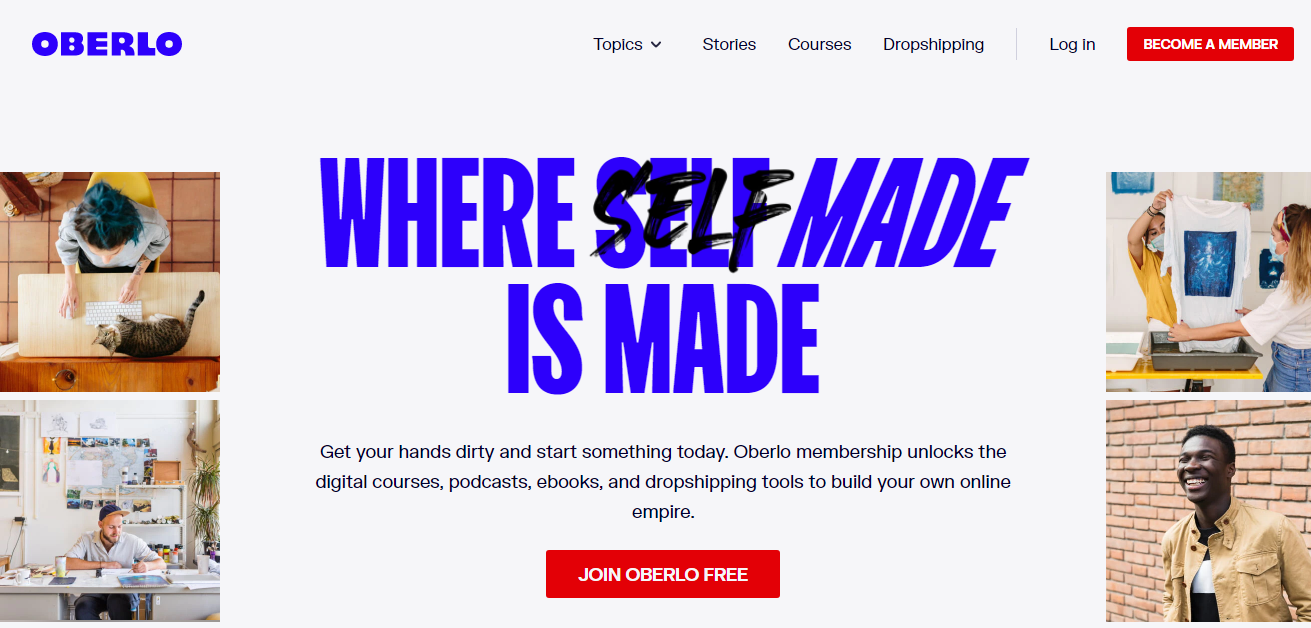 OBERLO
Topics Stories Courses Dropshipping Log in BECOME A MEMBER
WHERE SELF MADE
IS MADE
Get your hands dirty and start something today. Oberlo membership unlocks the
digital courses, podcasts, ebooks, and dropshipping tools to build your own online
empire.
JOIN OBERLO FREE